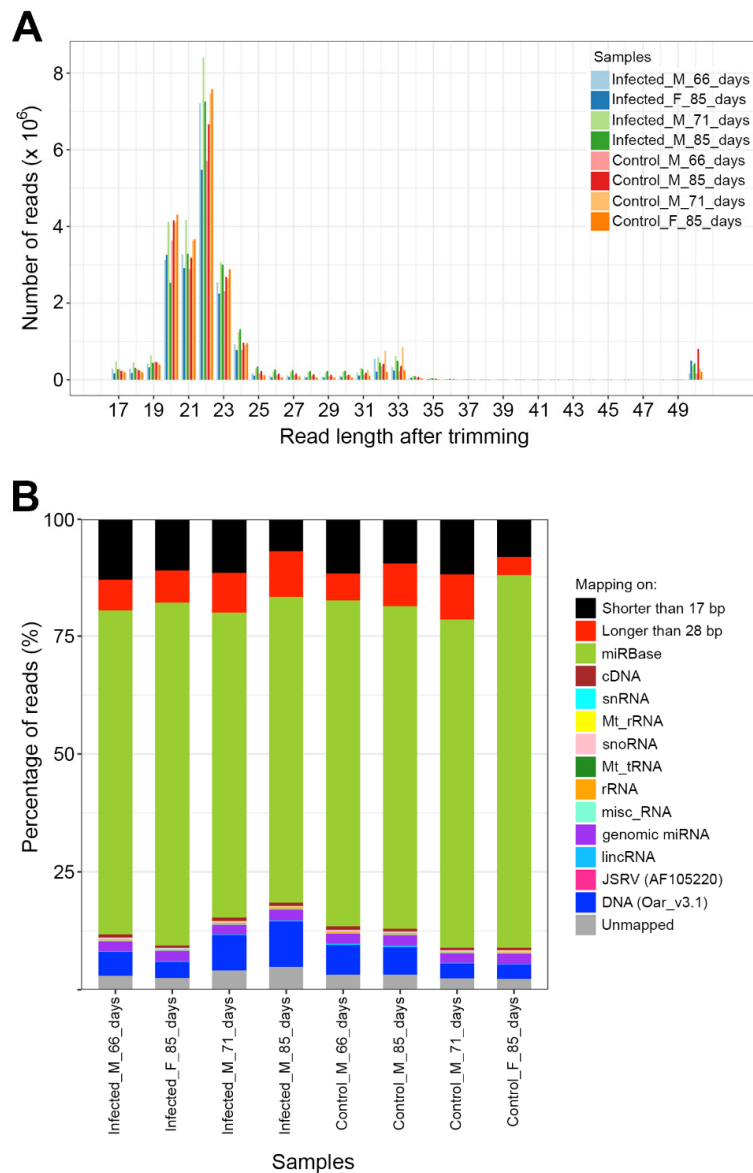 A
Number of reads (x 10⁶)
8
6
4
2
0
17 19 21 23 25 27 29 31 33 35 37 39 41 43 45 47 49
Read length after trimming
Samples
Infected_M_66_days
Infected_F_85_days
Infected_M_71_days
Infected_M_85_days
Control_M_66_days
Control_M_85_days
Control_M_71_days
Control_F_85_days
B
Percentage of reads (%)
100
75
50
25
Infected_M_66_days
Infected_F_85_days
Infected_M_71_days
Infected_M_85_days
Control_M_66_days
Control_M_85_days
Control_M_71_days
Control_F_85_days
Samples
Mapping on:
Shorter than 17 bp
Longer than 28 bp
miRBase
cDNA
snRNA
Mt_rRNA
snoRNA
Mt_tRNA
rRNA
misc_RNA
genomic miRNA
lincRNA
JSRV (AF105220)
DNA (Oar_v3.1)
Unmapped